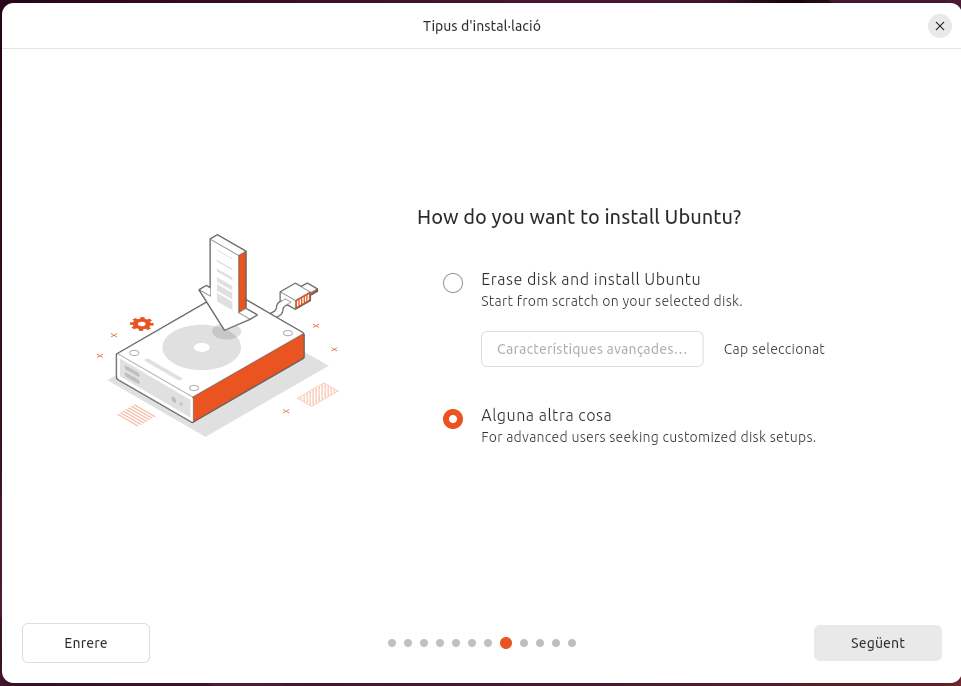 Tipus d'instal·lació
How do you want to install Ubuntu?
Erase disk and install Ubuntu
Start from scratch on your selected disk.
Característiques avançades... Cap seleccionat
Alguna altra cosa
For advanced users seeking customized disk setups.
Enrere Següent